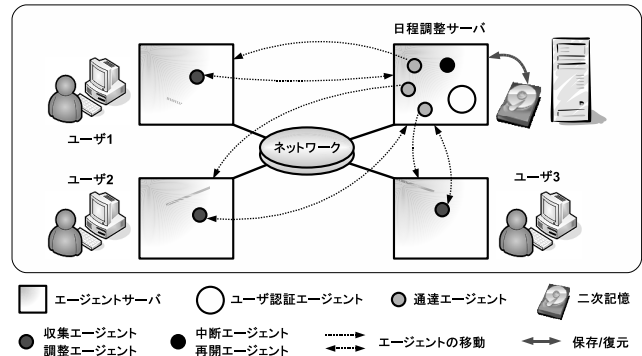 日程調整サーバ
ユーザ1
ネットワーク
ユーザ2
ユーザ3
エージェントサーバ
ユーザ認証エージェント
通達エージェント
二次記憶
収集エージェント
調整エージェント
中断エージェント
再開エージェント
エージェントの移動
保存/復元